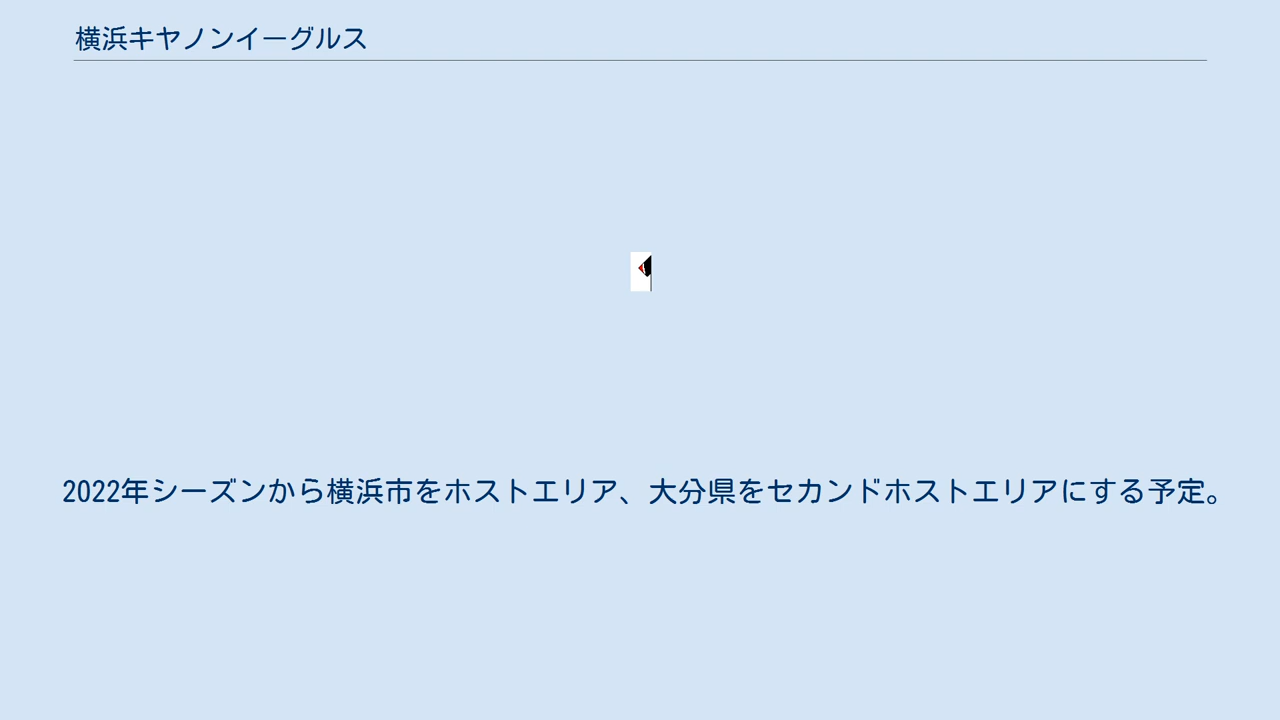 横浜キヤノンイーグルス
2022年シーズンから横浜市をホストエリア、大分県をセカンドホストエリアにする予定。